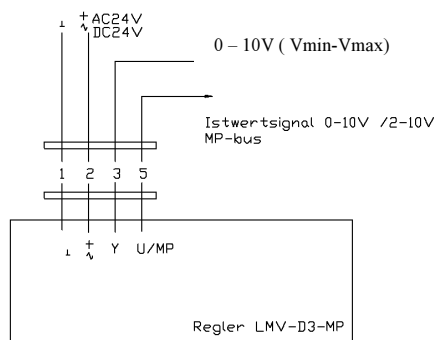 ⊥ +~ AC24V
DC24V
0 – 10V ( Vmin-Vmax)
Istwertsignal 0-10V /2-10V
MP-bus
1 2 3 5
⊥ +~ Y U/MP
Regler LMV-D3-MP